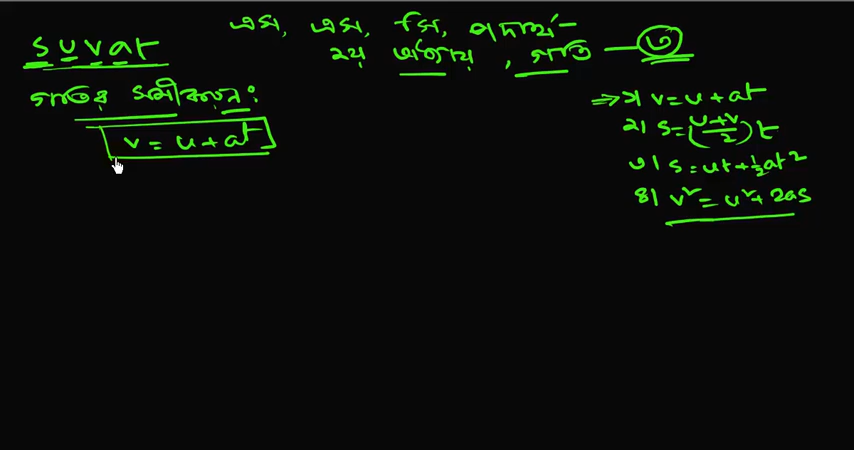 suvat
এস, এস, সি, পদার্থ-
২য় অধ্যায়, গতি — ৩
গতির সমীকরণ:
v = u + at
⇒ ১। v = u + at
২। s = (u+v/2) t
৩। s = ut + ½at²
৪। v² = u² + 2as